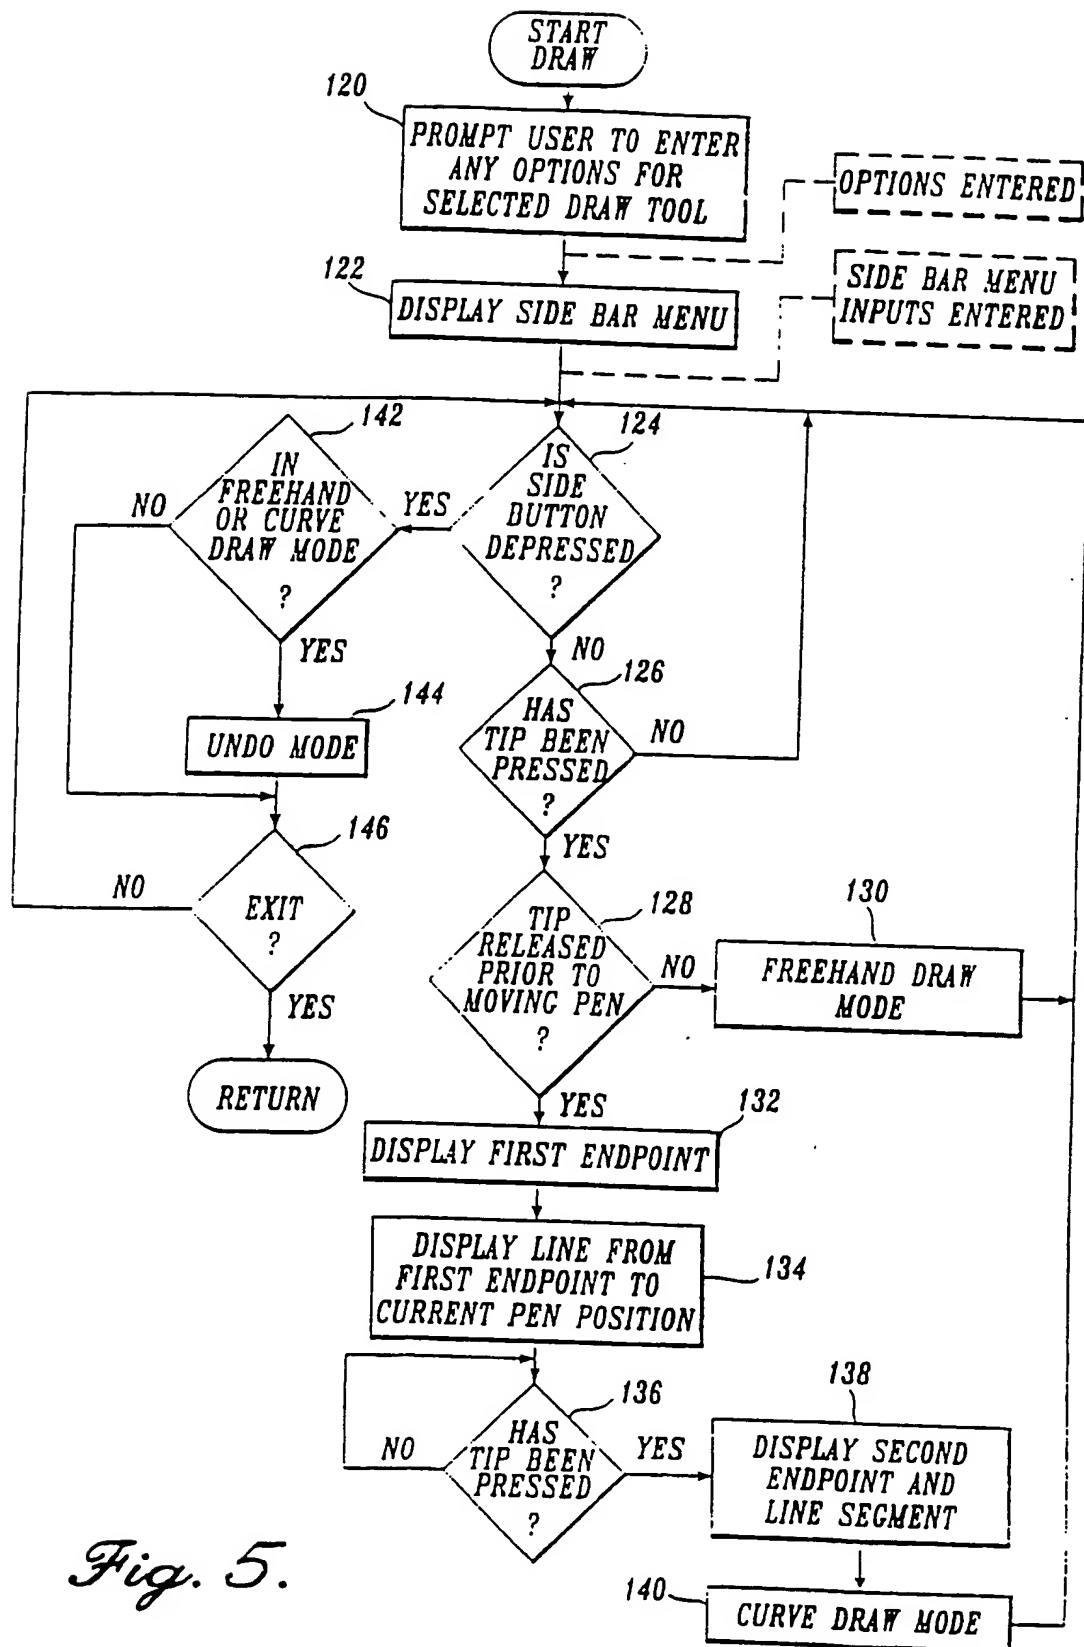 START
DRAW
120
PROMPT USER TO ENTER
ANY OPTIONS FOR
SELECTED DRAW TOOL
OPTIONS ENTERED
122
DISPLAY SIDE BAR MENU
SIDE BAR MENU
INPUTS ENTERED
142
IN
FREEHAND
OR CURVE
DRAW MODE
?
NO
YES
124
IS
SIDE
BUTTON
DEPRESSED
?
YES
NO
144
UNDO MODE
126
HAS
TIP BEEN
PRESSED
?
NO
YES
146
EXIT
?
NO
YES
RETURN
128
TIP
RELEASED
PRIOR TO
MOVING PEN
?
NO
130
FREEHAND DRAW
MODE
YES
132
DISPLAY FIRST ENDPOINT
DISPLAY LINE FROM
FIRST ENDPOINT TO
CURRENT PEN POSITION
134
136
HAS
TIP BEEN
PRESSED
?
NO
YES
138
DISPLAY SECOND
ENDPOINT AND
LINE SEGMENT
140
CURVE DRAW MODE
Fig. 5.